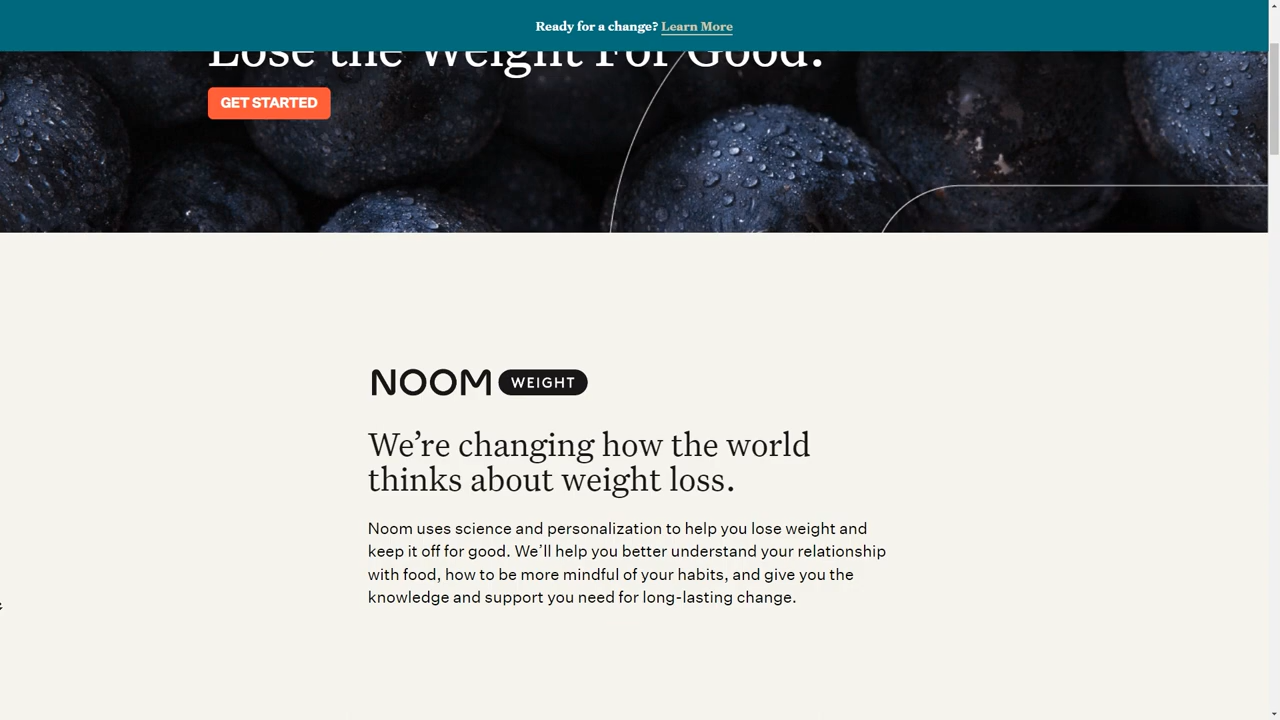 Ready for a change? Learn More
Lose the Weight For Good.
GET STARTED
NOOM WEIGHT
We’re changing how the world
thinks about weight loss.
Noom uses science and personalization to help you lose weight and
keep it off for good. We’ll help you better understand your relationship
with food, how to be more mindful of your habits, and give you the
knowledge and support you need for long-lasting change.